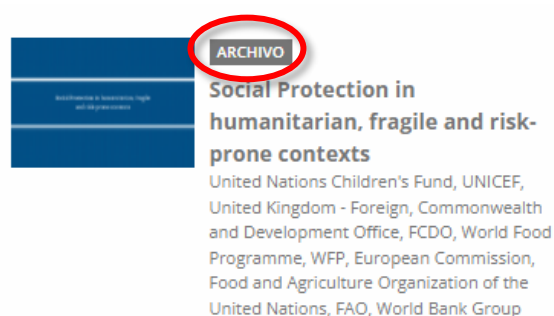 ARCHIVO
Social Protection in
humanitarian, fragile and risk-
prone contexts
United Nations Children's Fund, UNICEF,
United Kingdom - Foreign, Commonwealth
and Development Office, FCDO, World Food
Programme, WFP, European Commission,
Food and Agriculture Organization of the
United Nations, FAO, World Bank Group